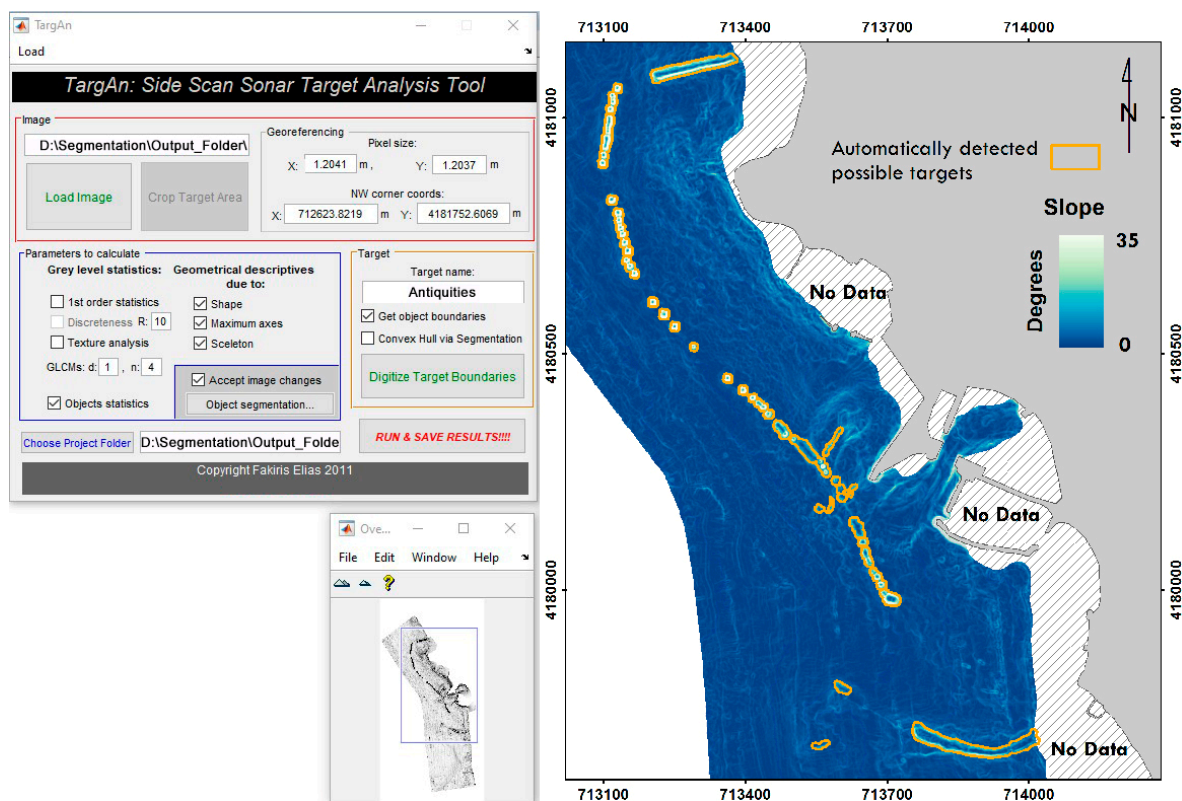 TargAn
Load
TargAn: Side Scan Sonar Target Analysis Tool
Image
D:\Segmentation\Output_Folder\
Load Image
Crop Target Area
Georeferencing
Pixel size:
X: 1.2041 m , Y: 1.2037 m
NW corner coords:
X: 712623.8219 m Y: 4181752.6069 m
Parameters to calculate
Grey level statistics:
1st order statistics
Discreteness R: 10
Texture analysis
GLCMs: d: 1 , n: 4
Objects statistics
Geometrical descriptives
due to:
Shape
Maximum axes
Sceleton
Accept image changes
Object segmentation...
Target
Target name:
Antiquities
Get object boundaries
Convex Hull via Segmentation
Digitize Target Boundaries
Choose Project Folder
D:\Segmentation\Output_Folde
RUN & SAVE RESULTS!!!!
Copyright Fakiris Elias 2011
Ove...
File Edit Window Help
?
713100 713400 713700 714000
4181000
4180500
4180000
N
Automatically detected
possible targets
Slope
Degrees
35
0
No Data
No Data
No Data
4181000
4180500
4180000
713100 713400 713700 714000